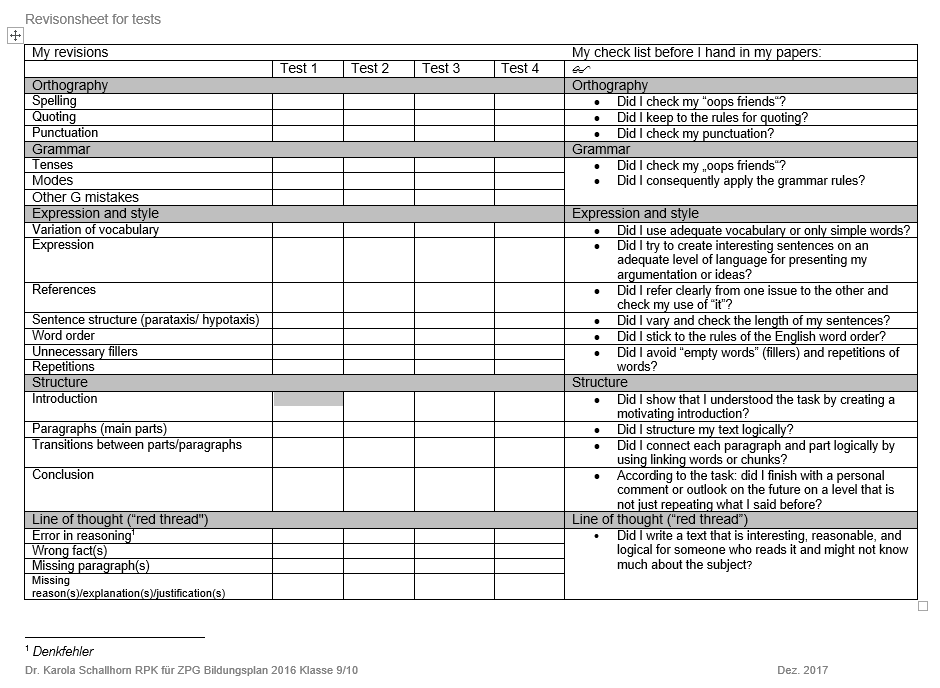 Revisonsheet for tests
My revisions
My check list before I hand in my papers:
Test 1 Test 2 Test 3 Test 4
Orthography
Orthography
Spelling
Did I check my “oops friends“?
Quoting
Did I keep to the rules for quoting?
Punctuation
Did I check my punctuation?
Grammar
Grammar
Tenses
Did I check my „oops friends“?
Modes
Did I consequently apply the grammar rules?
Other G mistakes
Expression and style
Expression and style
Variation of vocabulary
Did I use adequate vocabulary or only simple words?
Expression
Did I try to create interesting sentences on an
adequate level of language for presenting my
argumentation or ideas?
References
Did I refer clearly from one issue to the other and
check my use of “it”?
Sentence structure (parataxis/ hypotaxis)
Did I vary and check the length of my sentences?
Word order
Did I stick to the rules of the English word order?
Unnecessary fillers
Did I avoid “empty words” (fillers) and repetitions of
words?
Repetitions
Structure
Structure
Introduction
Did I show that I understood the task by creating a
motivating introduction?
Paragraphs (main parts)
Did I structure my text logically?
Transitions between parts/paragraphs
Did I connect each paragraph and part logically by
using linking words or chunks?
Conclusion
According to the task: did I finish with a personal
comment or outlook on the future on a level that is
not just repeating what I said before?
Line of thought (“red thread")
Line of thought (“red thread”)
Error in reasoning1
Did I write a text that is interesting, reasonable, and
logical for someone who reads it and might not know
much about the subject?
Wrong fact(s)
Missing paragraph(s)
Missing
reason(s)/explanation(s)/justification(s)
1 Denkfehler
Dr. Karola Schallhorn RPK für ZPG Bildungsplan 2016 Klasse 9/10
Dez. 2017